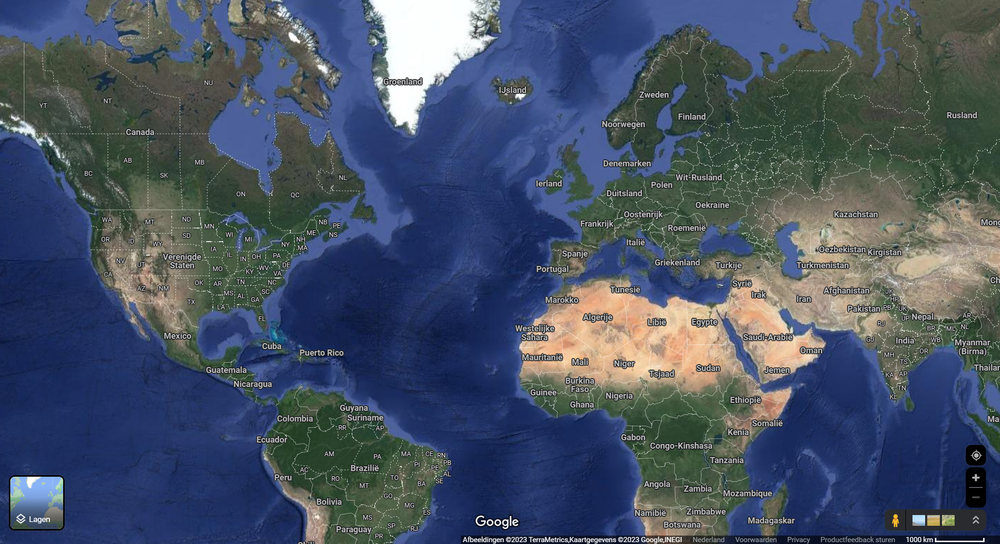 Groenland
IJsland
Zweden
Finland
Noorwegen
Rusland
NU
NT
YT
Canada
AB
MB
BC
SK
NL
ON
QC
Denemarken
Ierland
Wit-Rusland
Polen
Duitsland
Oekraïne
Oostenrijk
Frankrijk
Roemenië
Kazachstan
Mong
WA
MT
ND
MN
NB
PE
ME
NS
OR
ID
WY
SD
WI
MI
NY
NH
MA
Italië
Spanje
Portugal
Griekenland
Turkije
Oezbekistan
Kirgistan
Turkmenistan
NV
UT
Verenigde
Staten
IA
IL
IN
OH
PA
DE
CA
MO
KY
WV
VA
AZ
NM
OK
AR
TN
NC
TX
MS
AL
GA
SC
LA
FL
Syrië
Irak
Iran
Afghanistan
Pakistan
Ch
JK
HP
PB
UK
UP
Nepal
AR
RJ
BR
ML
NL
GJ
India
WB
Myanmar
(Birma)
MH
OR
TS
KA
AP
TN
KL
Thailan
Mal
Tunesië
Marokko
Algerije
Libië
Egypte
Westelijke
Sahara
Saudi-Arabië
Oman
Mauritanië
Mali
Niger
Tsjaad
Sudan
Jemen
Burkina
Faso
Guinee
Ghana
Nigeria
Ethiopië
Somalië
Kenia
Gabon
Congo-Kinshasa
Tanzania
Angola
Zambia
Mozambique
Namibië
Zimbabwe
Botswana
Madagaskar
Mexico
Cuba
Puerto Rico
Guatemala
Nicaragua
Guyana
Suriname
Colombia
RR
AP
Ecuador
AM
PA
MA
CE
RN
PB
PI
PE
AL
SE
AC
Brazilië
Peru
RO
TO
BA
MT
GO
Bolivia
MG
ES
MS
SP
RJ
Paraguay
PR
Lagen
Google
Afbeeldingen ©2023 TerraMetrics,Kaartgegevens ©2023 Google,INEGI Nederland Voorwaarden Privacy Productfeedback sturen 1000 km